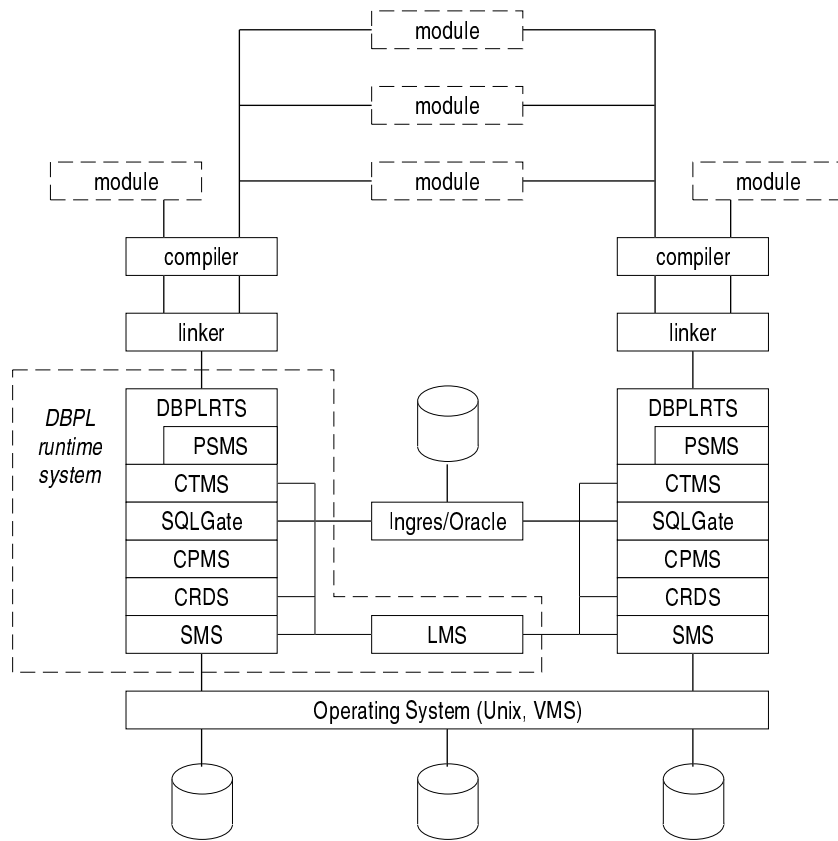 module
module
module
module
module
compiler
compiler
linker
linker
DBPL
runtime
system
DBPLRTS
PSMS
CTMS
SQLGate
CPMS
CRDS
SMS
Ingres/Oracle
LMS
DBPLRTS
PSMS
CTMS
SQLGate
CPMS
CRDS
SMS
Operating System (Unix, VMS)